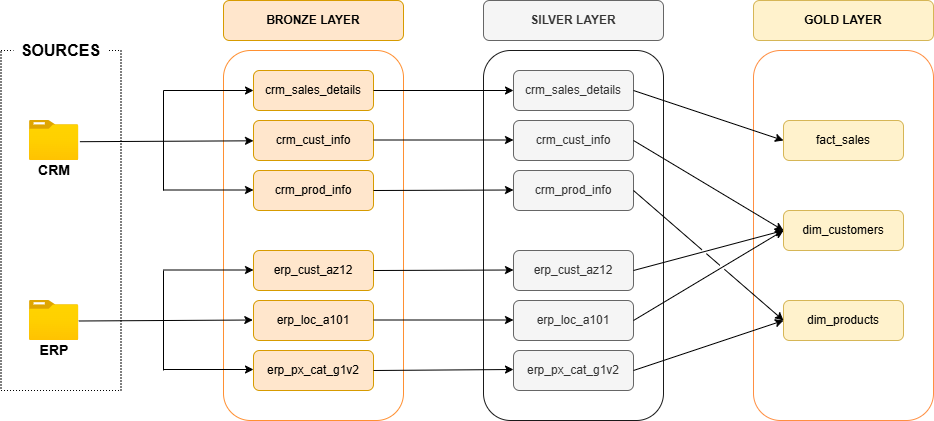 BRONZE LAYER
SILVER LAYER
GOLD LAYER
SOURCES
CRM
ERP
crm_sales_details
crm_cust_info
crm_prod_info
erp_cust_az12
erp_loc_a101
erp_px_cat_g1v2
crm_sales_details
crm_cust_info
crm_prod_info
erp_cust_az12
erp_loc_a101
erp_px_cat_g1v2
fact_sales
dim_customers
dim_products